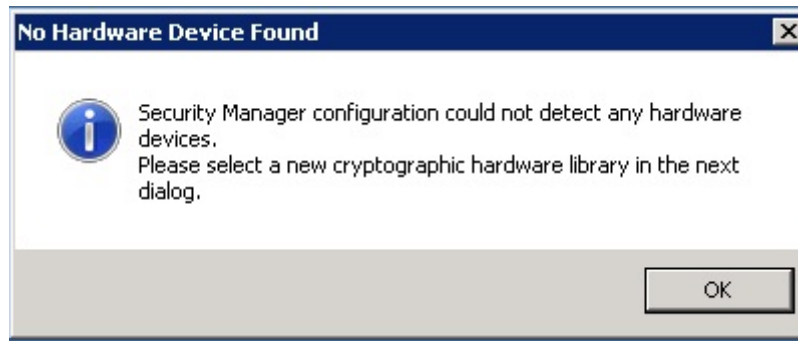 No Hardware Device Found
Security Manager configuration could not detect any hardware
devices.
Please select a new cryptographic hardware library in the next
dialog.
OK